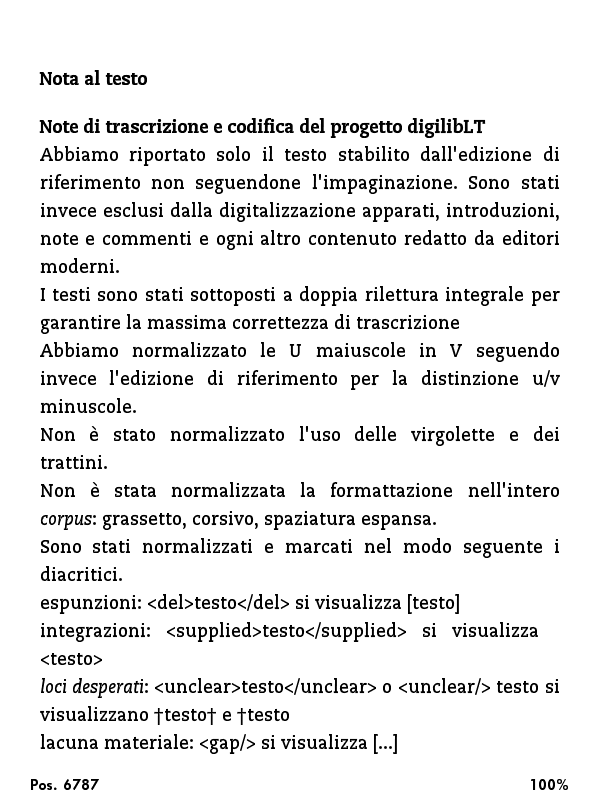 Nota al testo
Note di trascrizione e codifica del progetto digilibLT
Abbiamo riportato solo il testo stabilito dall'edizione di
riferimento non seguendone l'impaginazione. Sono stati
invece esclusi dalla digitalizzazione apparati, introduzioni,
note e commenti e ogni altro contenuto redatto da editori
moderni.
I testi sono stati sottoposti a doppia rilettura integrale per
garantire la massima correttezza di trascrizione
Abbiamo normalizzato le U maiuscole in V seguendo
invece l'edizione di riferimento per la distinzione u/v
minuscole.
Non è stato normalizzato l'uso delle virgolette e dei
trattini.
Non è stata normalizzata la formattazione nell'intero
corpus: grassetto, corsivo, spaziatura espansa.
Sono stati normalizzati e marcati nel modo seguente i
diacritici.
espunzioni: <del>testo</del> si visualizza [testo]
integrazioni: <supplied>testo</supplied> si visualizza
<testo>
loci desperati: <unclear>testo</unclear> o <unclear/> testo si
visualizzano †testo† e †testo
lacuna materiale: <gap/> si visualizza [...]
Pos. 6787
100%